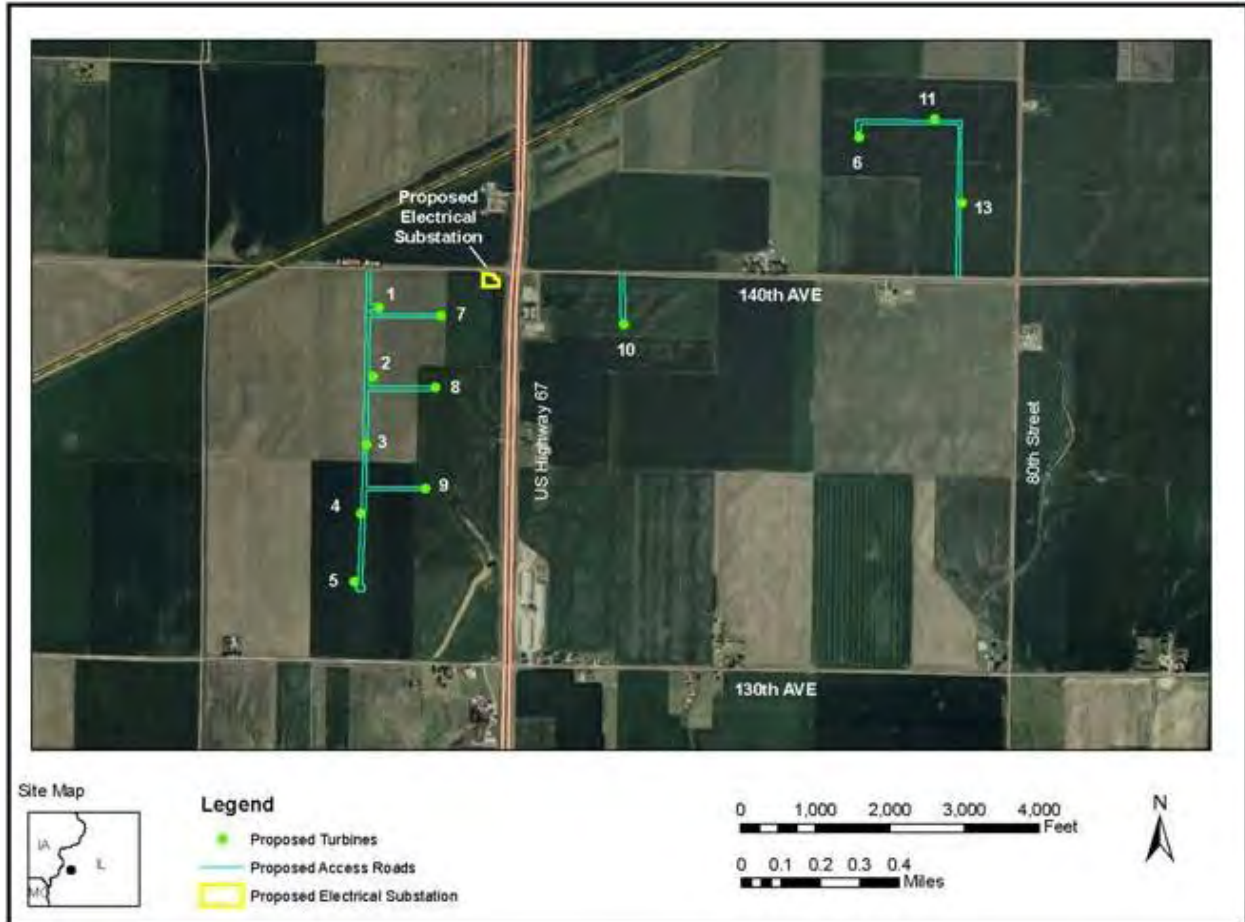 11
6
Proposed
Electrical
Substation
13
140th Ave
140th AVE
1
7
10
2
8
US Highway 67
80th Street
3
9
4
5
130th AVE
Site Map
IA
IL
MO
Legend
Proposed Turbines
Proposed Access Roads
Proposed Electrical Substation
0 1,000 2,000 3,000 4,000
Feet
0 0.1 0.2 0.3 0.4
Miles
N